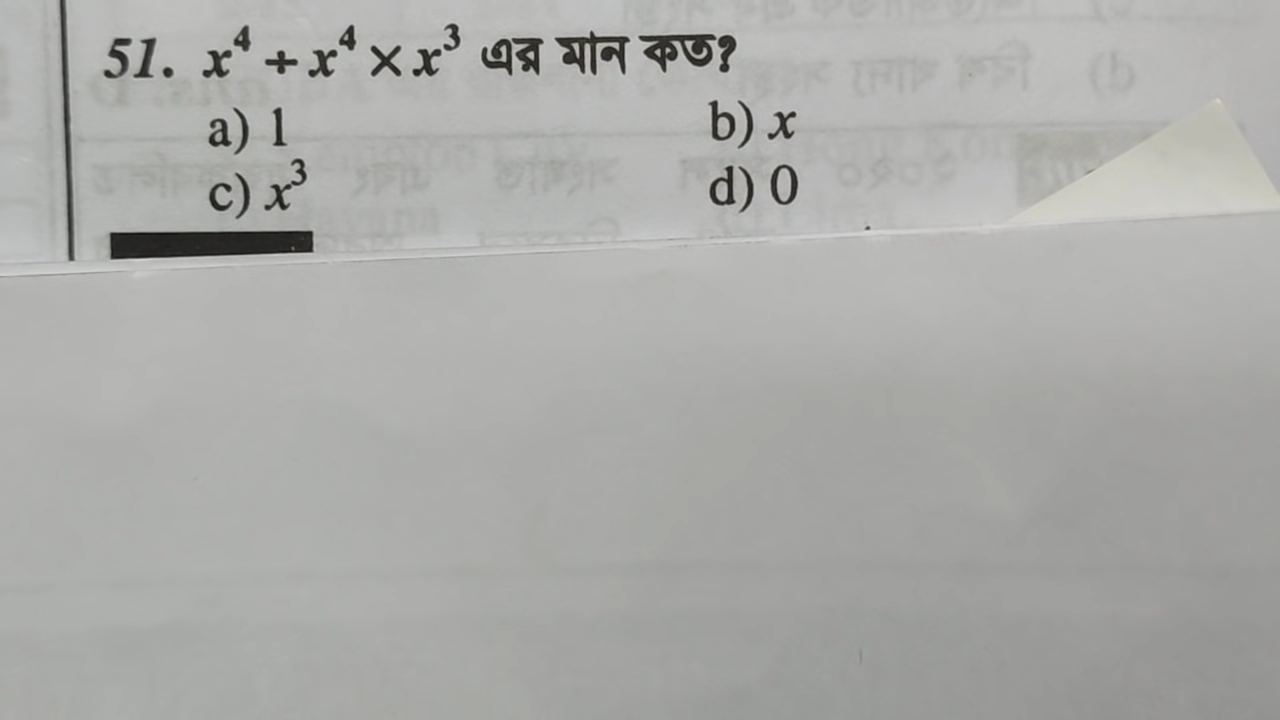 51. x⁴ + x⁴ × x³ এর মান কত?
a) 1 b) x
c) x³ d) 0